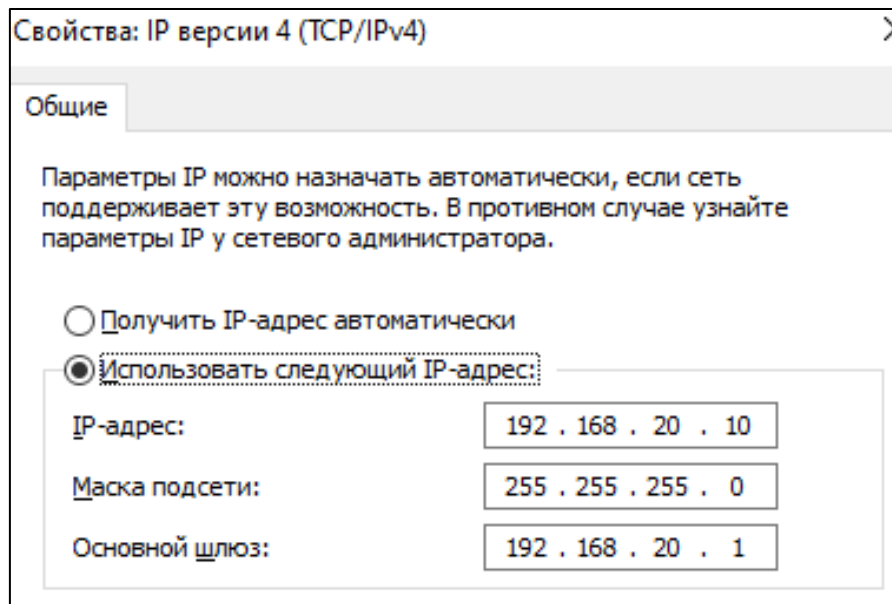 Свойства: IP версии 4 (TCP/IPv4)
Общие
Параметры IP можно назначать автоматически, если сеть
поддерживает эту возможность. В противном случае узнайте
параметры IP у сетевого администратора.
Получить IP-адрес автоматически
Использовать следующий IP-адрес:
IP-адрес: 192 . 168 . 20 . 10
Маска подсети: 255 . 255 . 255 . 0
Основной шлюз: 192 . 168 . 20 . 1